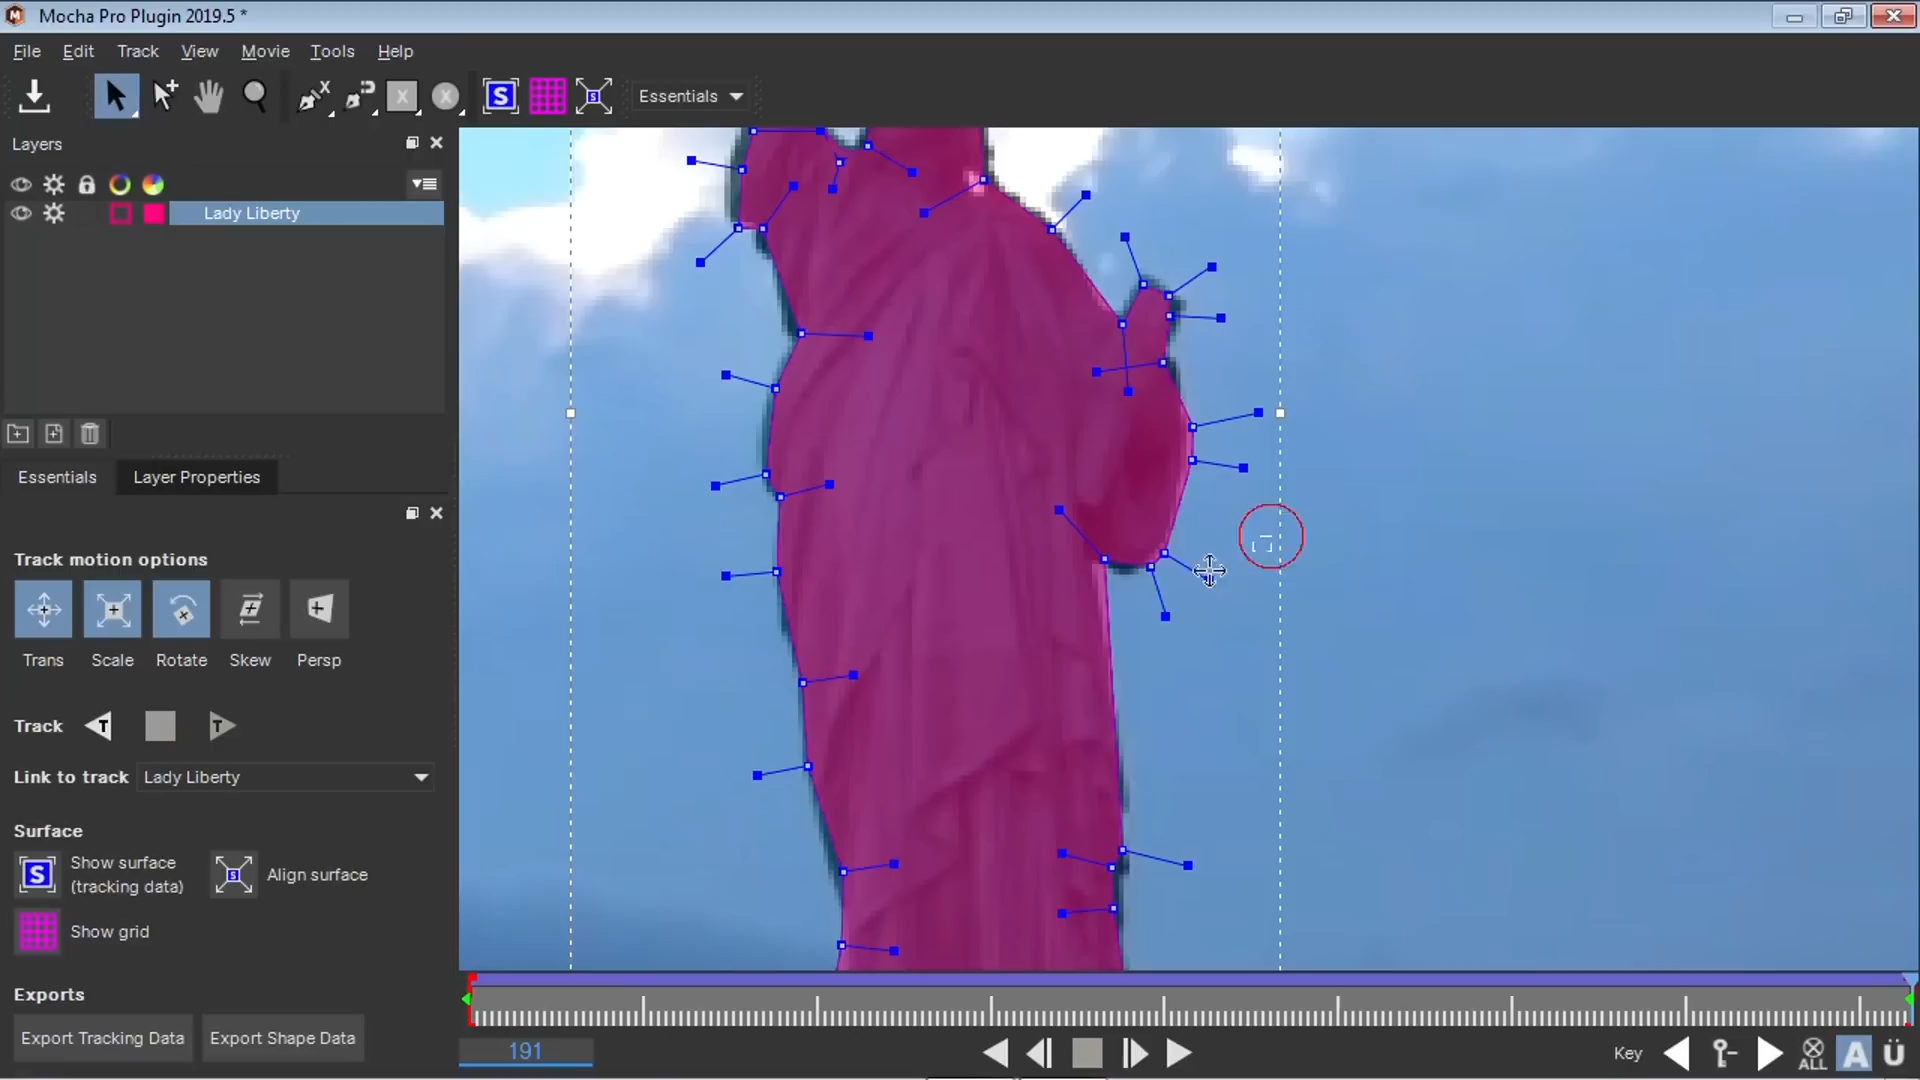 Mocha Pro Plugin 2019.5 *
File Edit Track View Movie Tools Help
Essentials
Layers
Lady Liberty
Essentials Layer Properties
Track motion options
Trans Scale Rotate Skew Persp
Track
Link to track Lady Liberty
Surface
Show surface
(tracking data)
Align surface
Show grid
Exports
Export Tracking Data Export Shape Data
191
Key
ALL
A
Ü